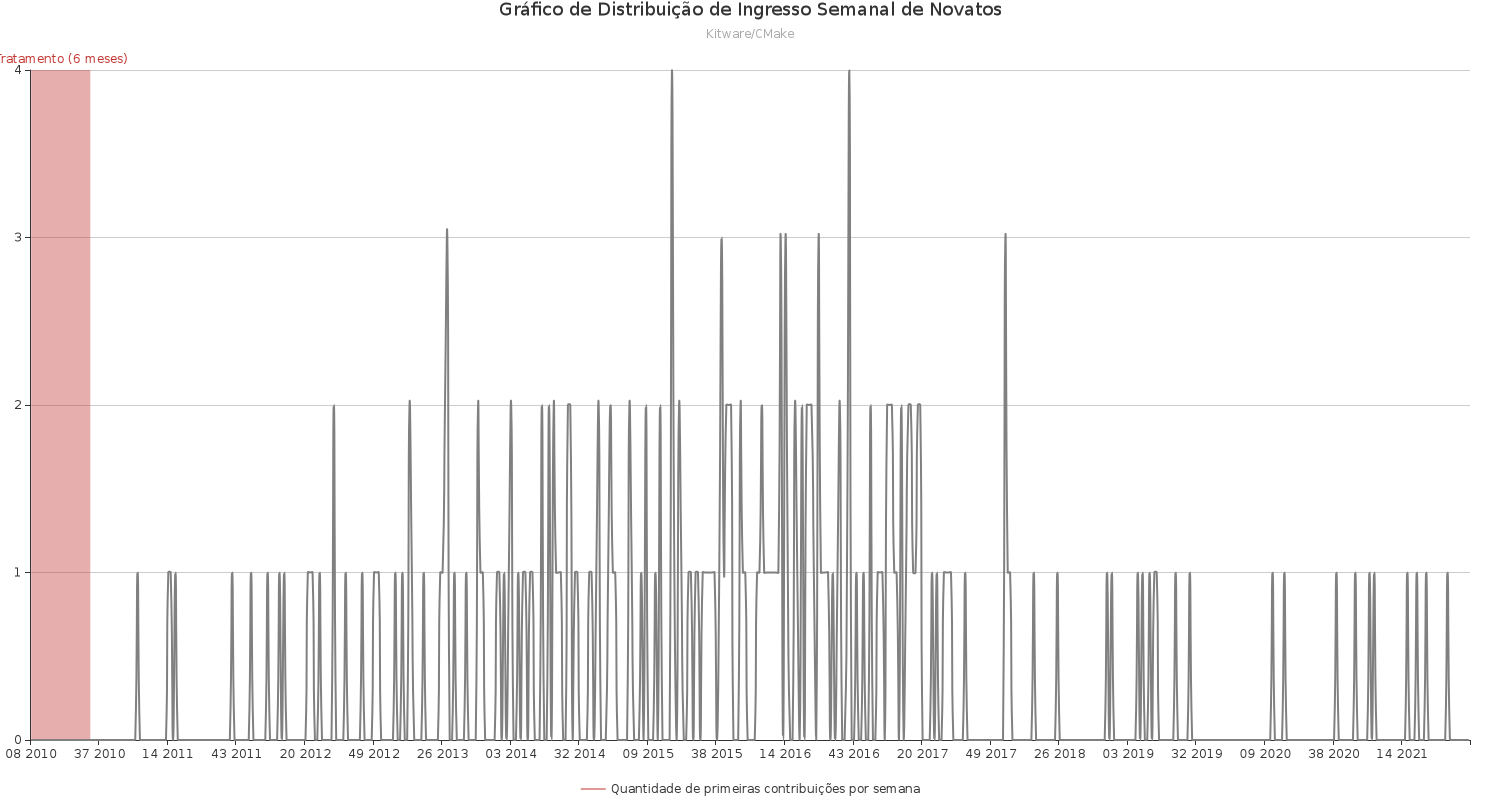 Gráfico de Distribuição de Ingresso Semanal de Novatos
Kitware/CMake
Tratamento (6 meses)
4
3
2
1
0
08 2010 37 2010 14 2011 43 2011 20 2012 49 2012 26 2013 03 2014 32 2014 09 2015 38 2015 14 2016 43 2016 20 2017 49 2017 26 2018 03 2019 32 2019 09 2020 38 2020 14 2021
Quantidade de primeiras contribuições por semana